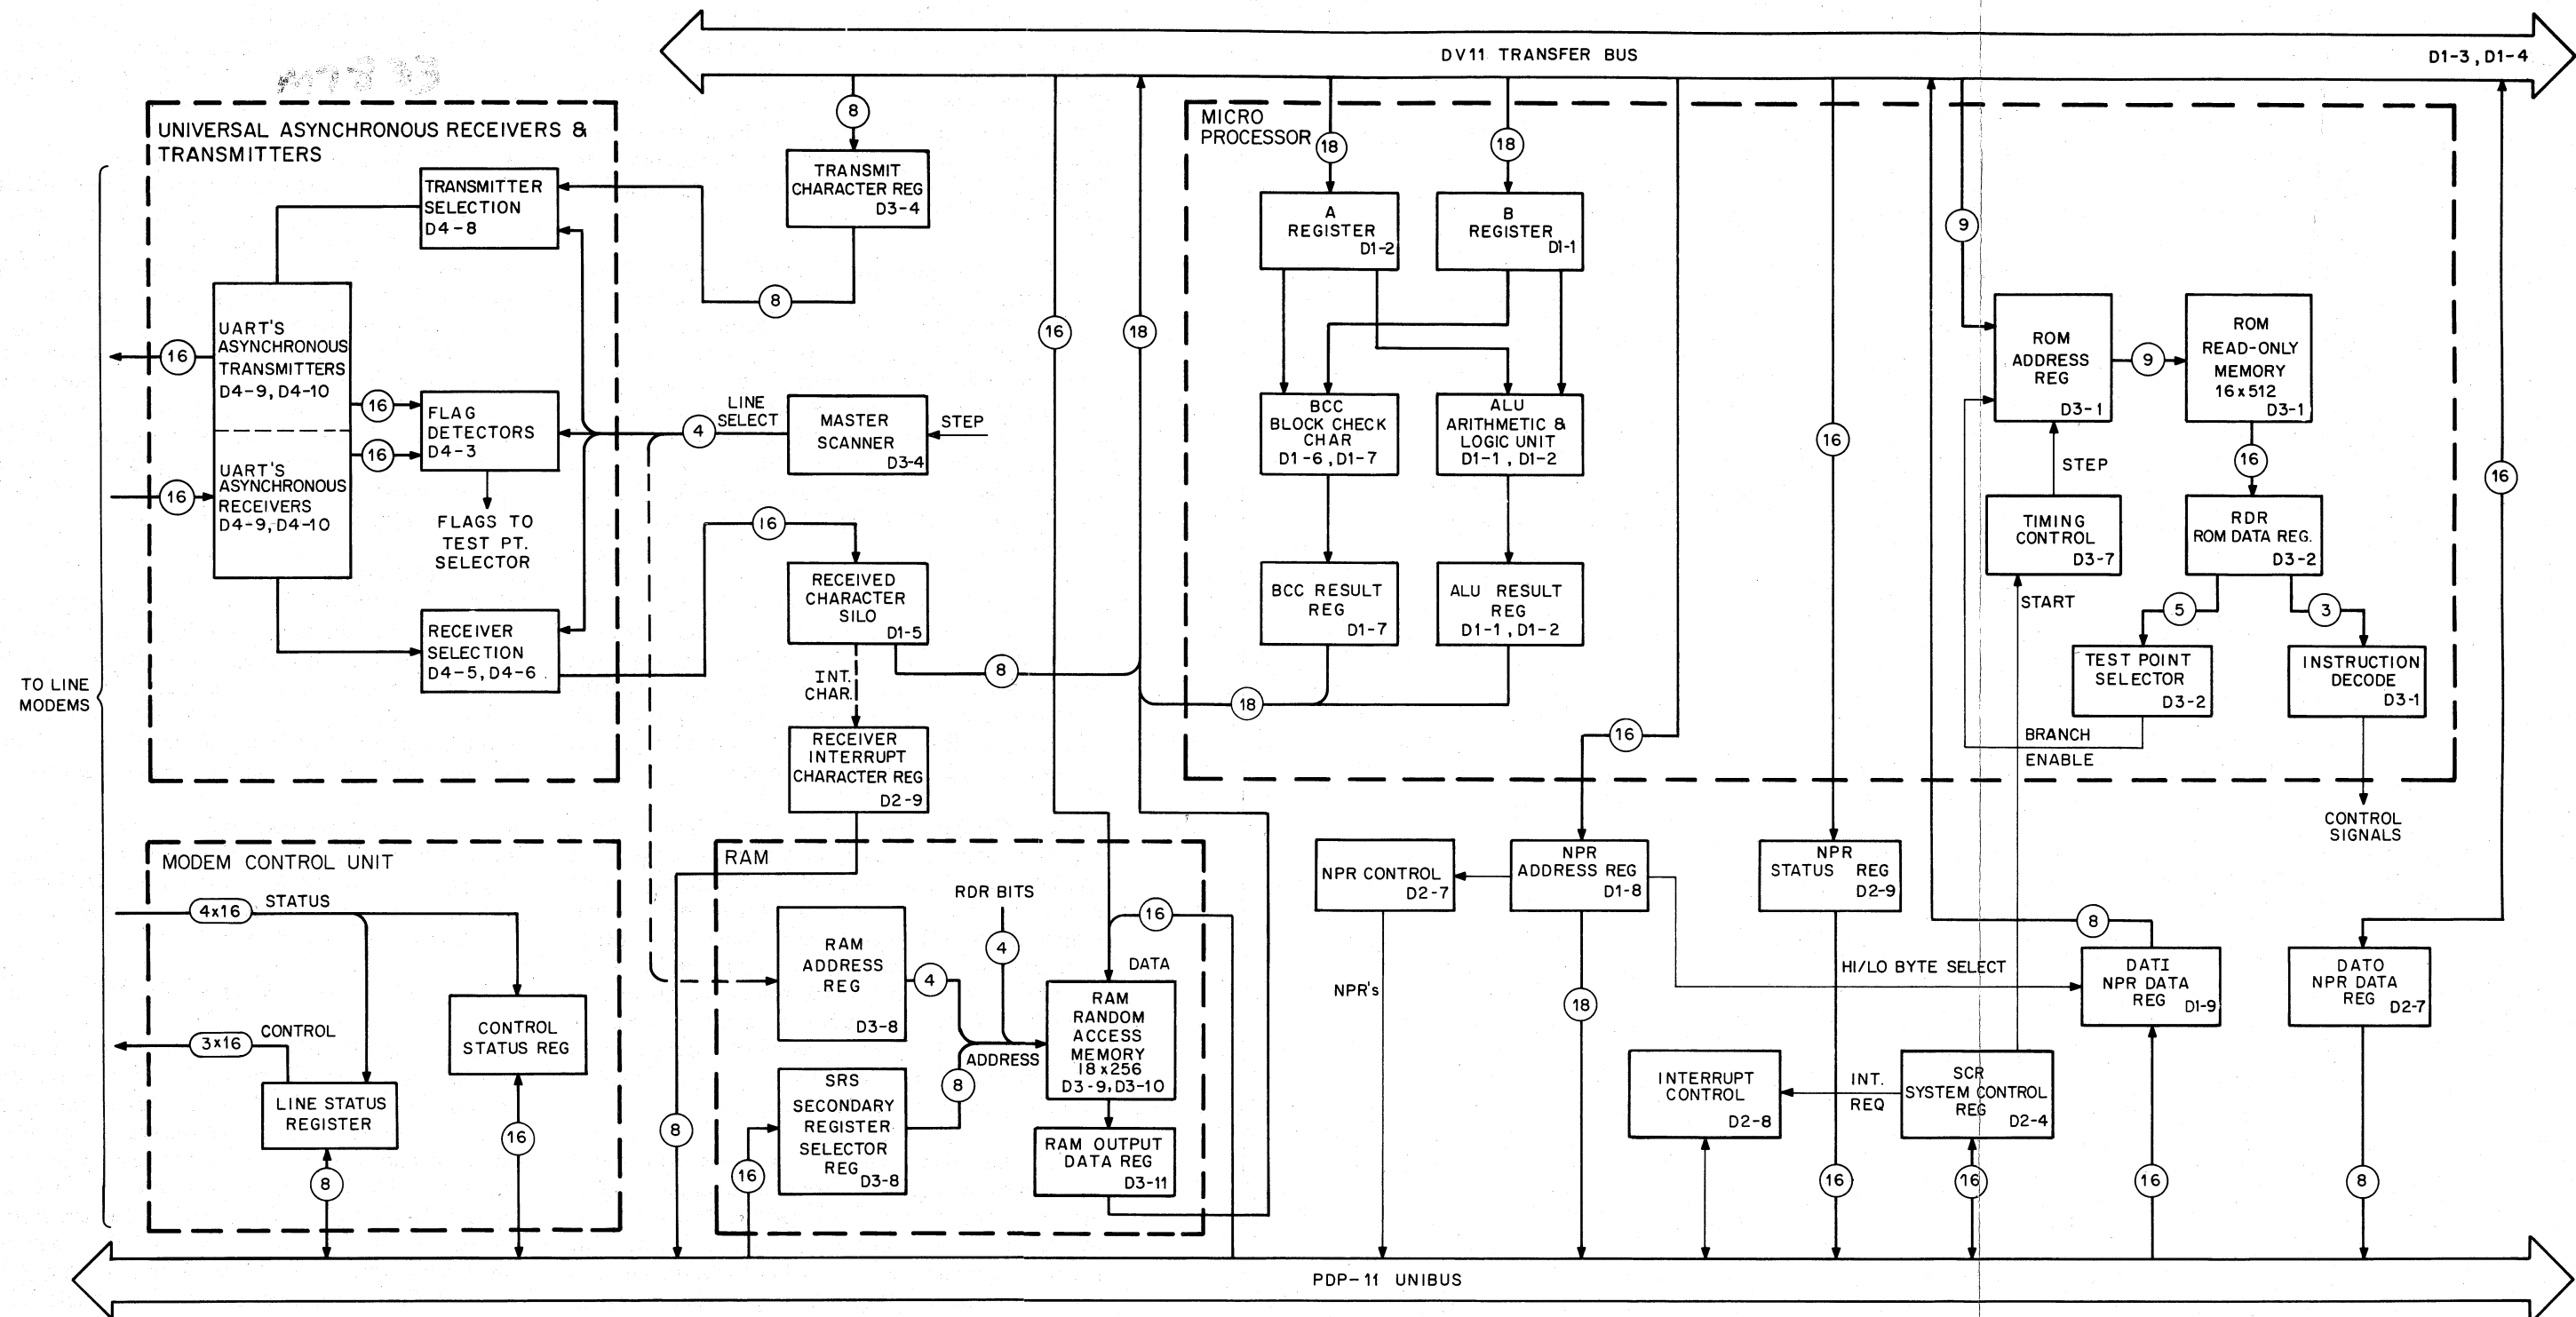 DV11 TRANSFER BUS
D1-3, D1-4
UNIVERSAL ASYNCHRONOUS RECEIVERS &
TRANSMITTERS
TRANSMITTER
SELECTION
D4-8
UART'S
ASYNCHRONOUS
TRANSMITTERS
D4-9, D4-10
UART'S
ASYNCHRONOUS
RECEIVERS
D4-9, D4-10
16
16
16
16
FLAG
DETECTORS
D4-3
FLAGS TO
TEST PT.
SELECTOR
RECEIVER
SELECTION
D4-5, D4-6
TO LINE
MODEMS
8
TRANSMIT
CHARACTER REG
D3-4
8
LINE
SELECT
4
MASTER
SCANNER
D3-4
STEP
16
RECEIVED
CHARACTER
SILO
D1-5
INT.
CHAR.
8
RECEIVER
INTERRUPT
CHARACTER REG
D2-9
16
18
MICRO
PROCESSOR
18
18
A
REGISTER
D1-2
B
REGISTER
D1-1
BCC
BLOCK CHECK
CHAR
D1-6, D1-7
ALU
ARITHMETIC &
LOGIC UNIT
D1-1, D1-2
BCC RESULT
REG
D1-7
ALU RESULT
REG
D1-1, D1-2
18
16
16
9
ROM
ADDRESS
REG
D3-1
9
ROM
READ-ONLY
MEMORY
16x512
D3-1
STEP
16
TIMING
CONTROL
D3-7
RDR
ROM DATA REG.
D3-2
START
5
3
TEST POINT
SELECTOR
D3-2
INSTRUCTION
DECODE
D3-1
BRANCH
ENABLE
CONTROL
SIGNALS
16
MODEM CONTROL UNIT
4x16
STATUS
3x16
CONTROL
CONTROL
STATUS REG
LINE STATUS
REGISTER
8
16
8
RAM
RDR BITS
4
16
DATA
RAM
ADDRESS
REG
D3-8
4
ADDRESS
8
SRS
SECONDARY
REGISTER
SELECTOR
REG
D3-8
16
RAM
RANDOM
ACCESS
MEMORY
18x256
D3-9, D3-10
RAM OUTPUT
DATA REG
D3-11
NPR CONTROL
D2-7
NPR
ADDRESS REG
D1-8
NPR
STATUS REG
D2-9
NPR's
18
HI/LO BYTE SELECT
8
DATI
NPR DATA
REG
D1-9
DATO
NPR DATA
REG
D2-7
INTERRUPT
CONTROL
D2-8
INT.
REQ
SCR
SYSTEM CONTROL
REG
D2-4
16
16
16
8
PDP-11 UNIBUS